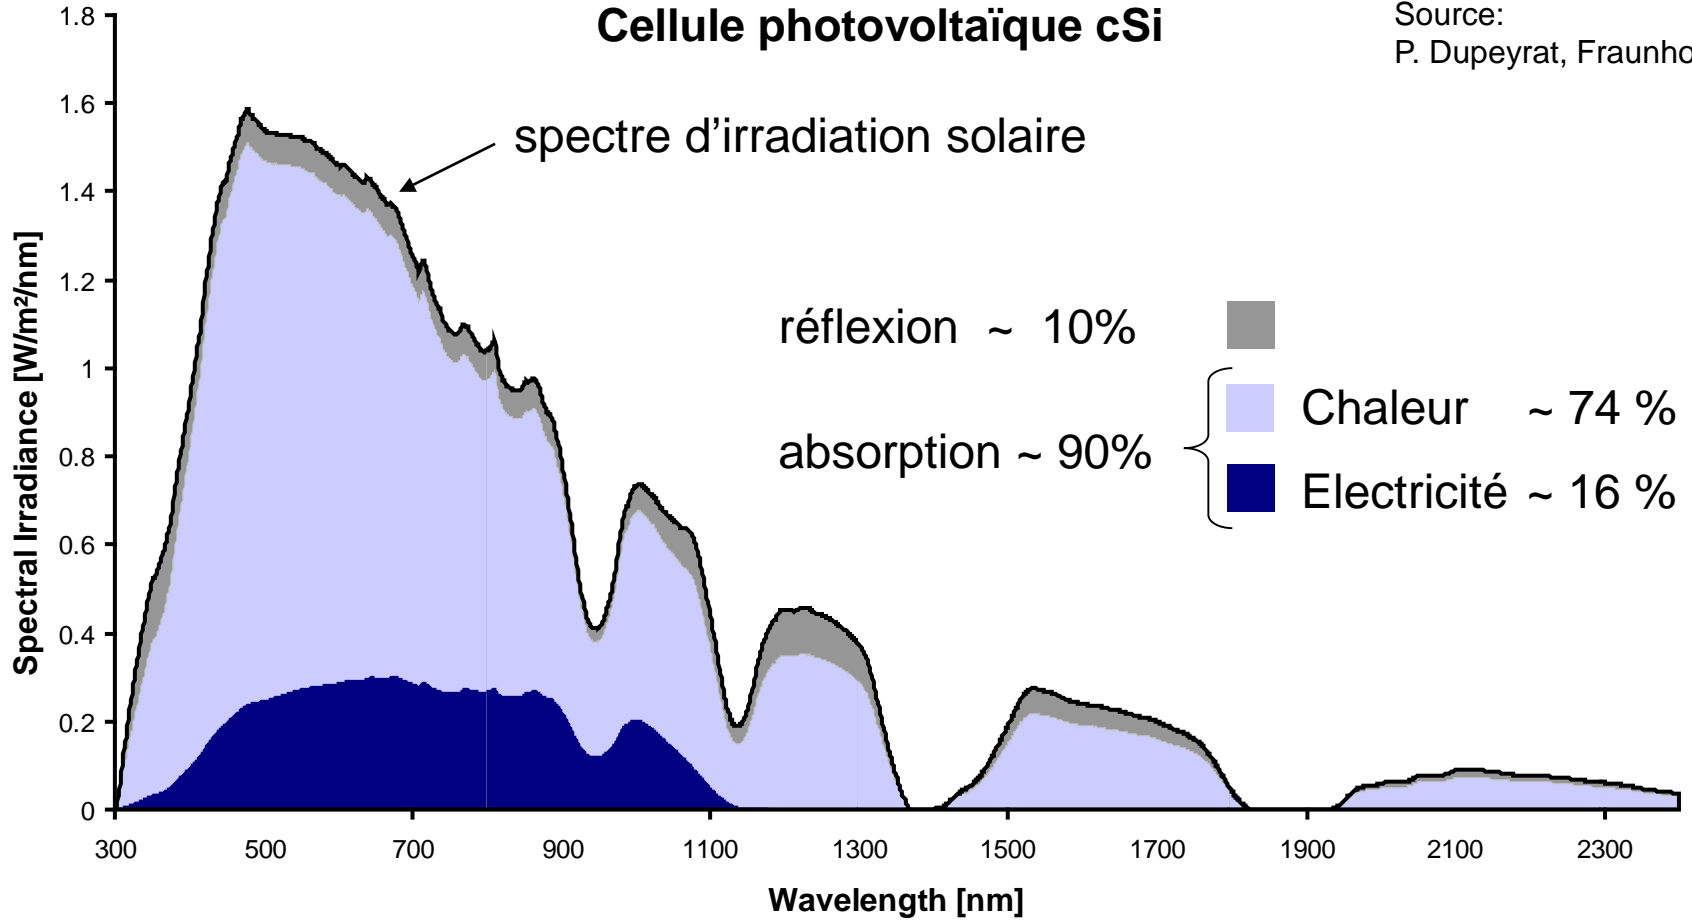 Cellule photovoltaïque cSi
Source:
P. Dupeyrat, Fraunho
spectre d’irradiation solaire
réflexion ~ 10%
absorption ~ 90%
Chaleur ~ 74 %
Electricité ~ 16 %
Spectral Irradiance [W/m²/nm]
1.8
1.6
1.4
1.2
1
0.8
0.6
0.4
0.2
0
300 500 700 900 1100 1300 1500 1700 1900 2100 2300
Wavelength [nm]